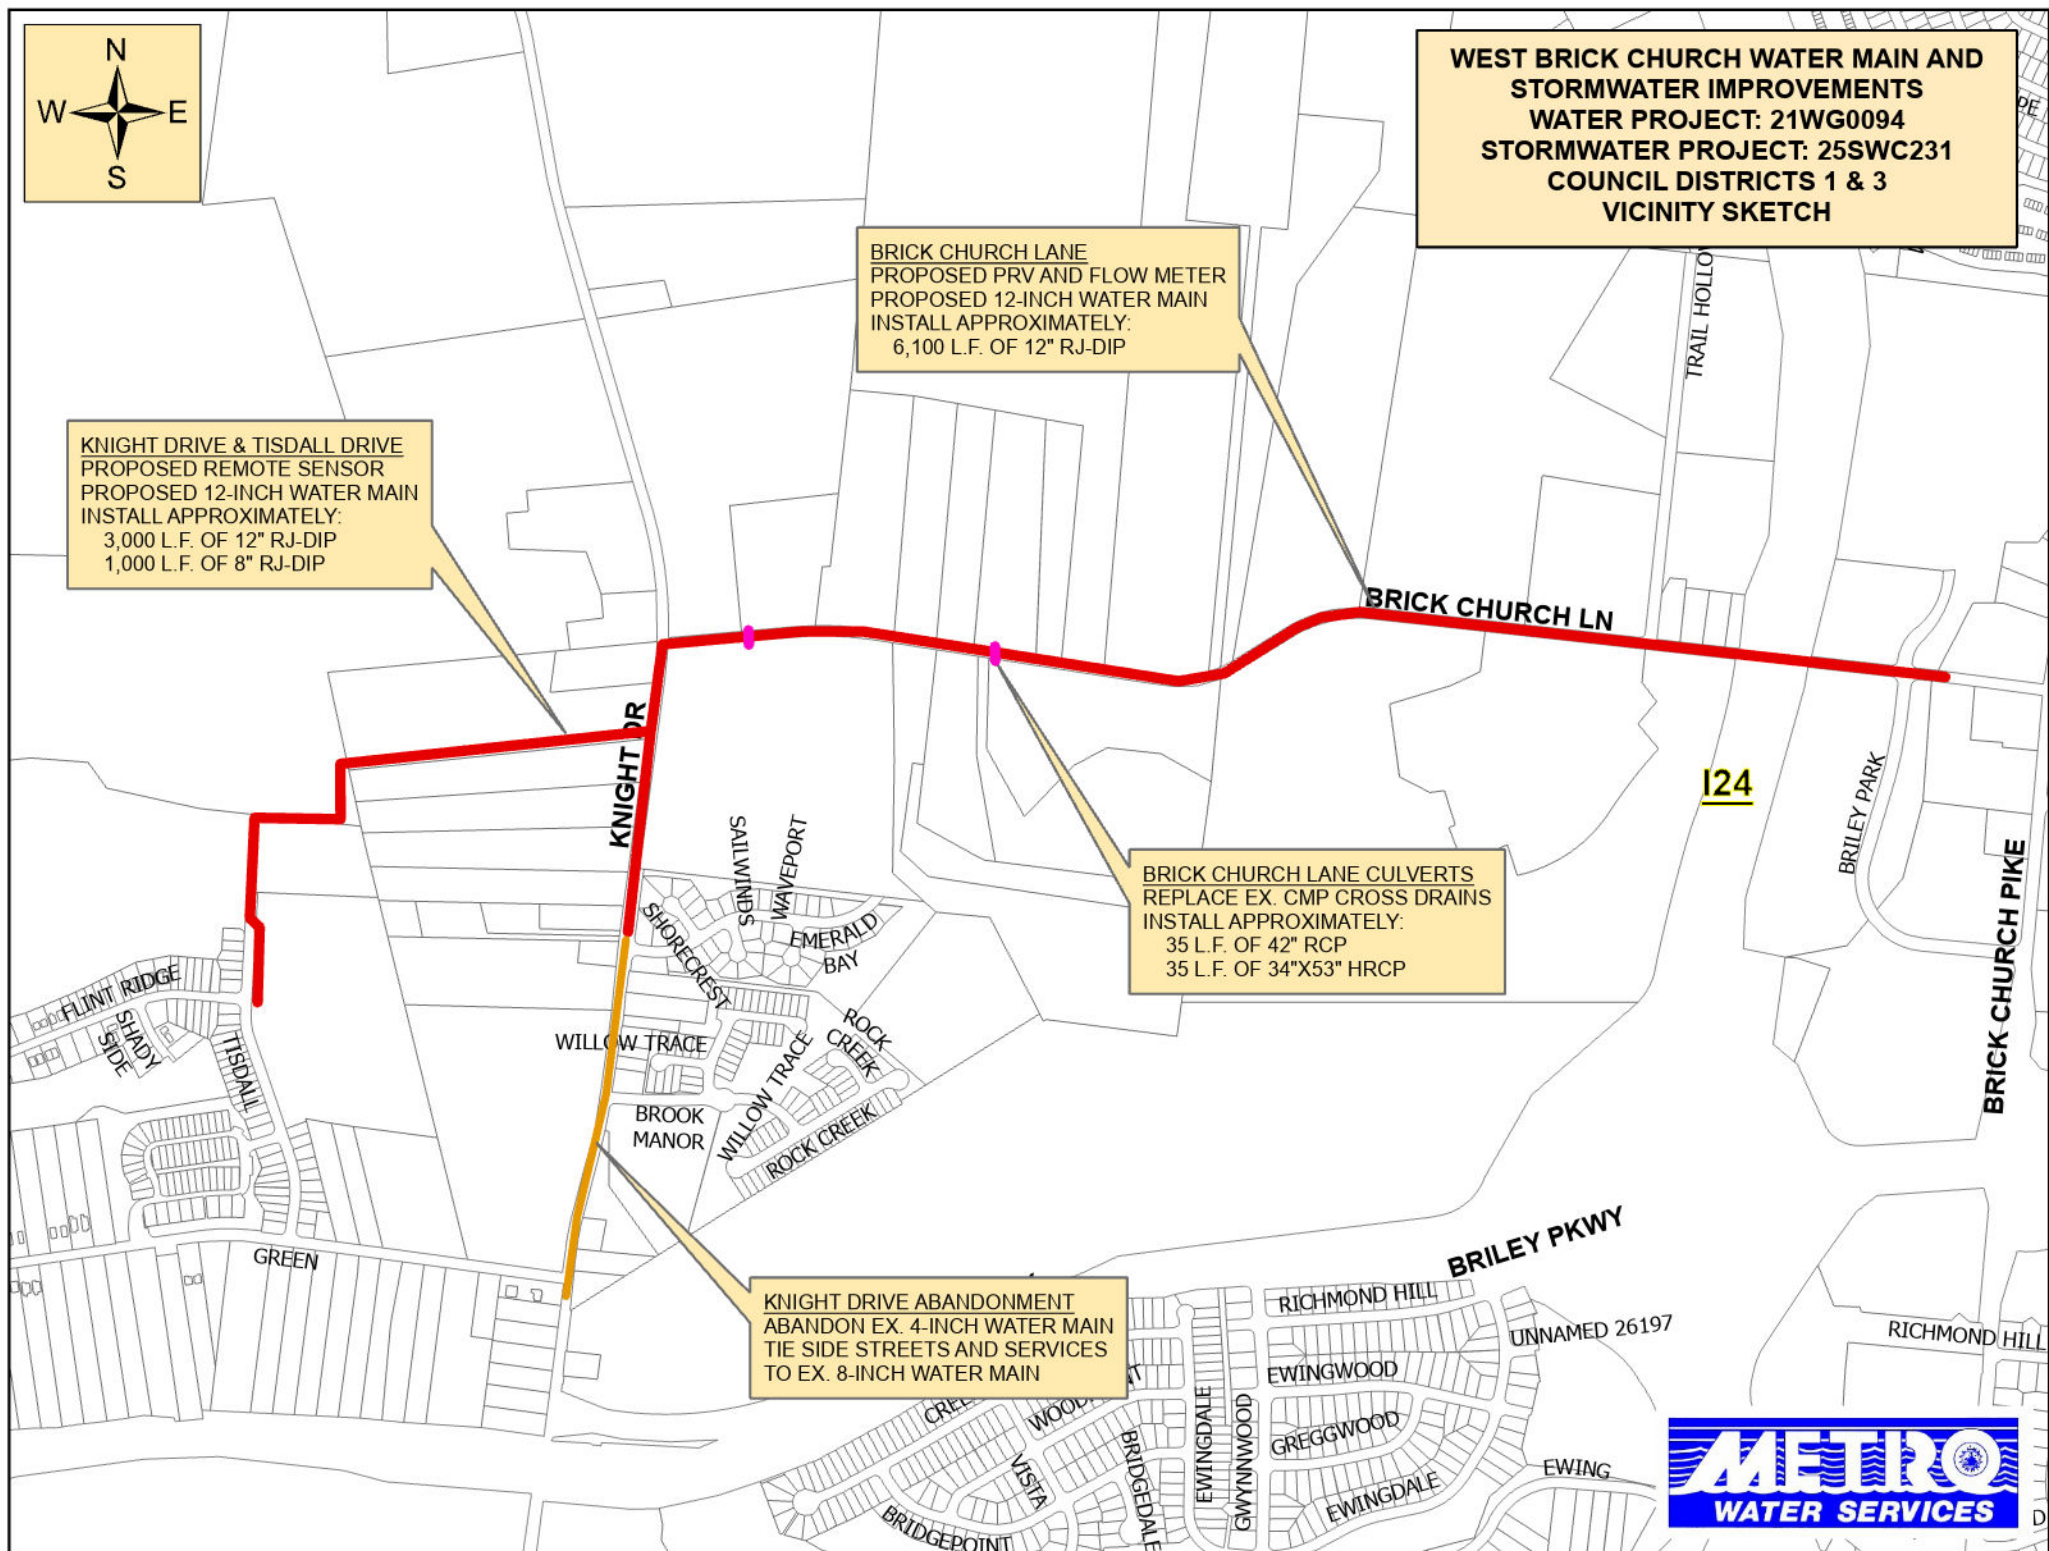 N
W E
S
WEST BRICK CHURCH WATER MAIN AND
STORMWATER IMPROVEMENTS
WATER PROJECT: 21WG0094
STORMWATER PROJECT: 25SWC231
COUNCIL DISTRICTS 1 & 3
VICINITY SKETCH
BRICK CHURCH LANE
PROPOSED PRV AND FLOW METER
PROPOSED 12-INCH WATER MAIN
INSTALL APPROXIMATELY:
6,100 L.F. OF 12" RJ-DIP
TRAIL HOLLOW
KNIGHT DRIVE & TISDALL DRIVE
PROPOSED REMOTE SENSOR
PROPOSED 12-INCH WATER MAIN
INSTALL APPROXIMATELY:
3,000 L.F. OF 12" RJ-DIP
1,000 L.F. OF 8" RJ-DIP
BRICK CHURCH LN
KNIGHT DR
I24
BRILEY PARK
BRICK CHURCH PIKE
SAILWINDS
WAVEPORT
EMERALD
BAY
SHORECREST
BRICK CHURCH LANE CULVERTS
REPLACE EX. CMP CROSS DRAINS
INSTALL APPROXIMATELY:
35 L.F. OF 42" RCP
35 L.F. OF 34"X53" HRCP
FLINT RIDGE
SHADY
SIDE
TISDALL
WILLOW TRACE
ROCK
CREEK
WILLOW TRACE
BROOK
MANOR
ROCK CREEK
GREEN
BRILEY PKWY
KNIGHT DRIVE ABANDONMENT
ABANDON EX. 4-INCH WATER MAIN
TIE SIDE STREETS AND SERVICES
TO EX. 8-INCH WATER MAIN
RICHMOND HILL
UNNAMED 26197
RICHMOND HILL
EWINGWOOD
EWINGDALE
GWYNNWOOD
GREGGWOOD
VISTA
BRIDGEDALE
EWINGDALE
EWING
BRIDGEPOINT
METRO
WATER SERVICES